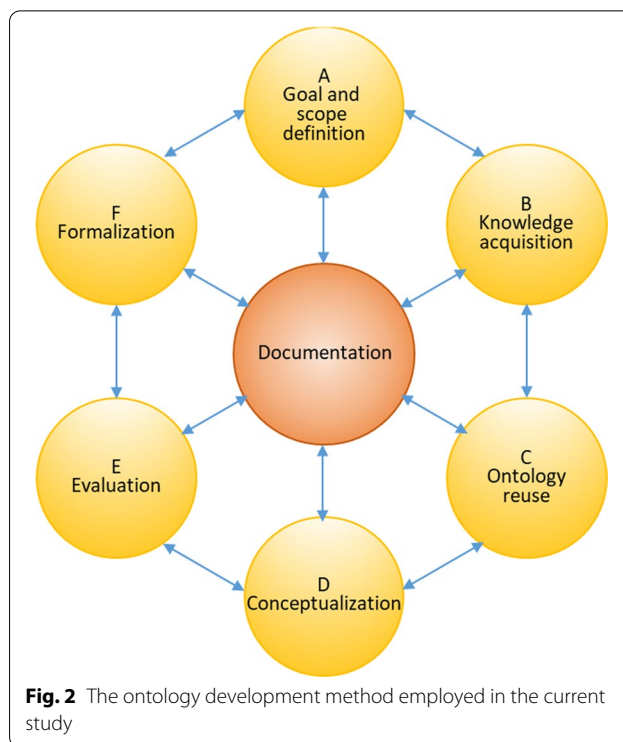 A
Goal and
scope
definition
F
Formalization
B
Knowledge
acquisition
Documentation
E
Evaluation
C
Ontology
reuse
D
Conceptualization
Fig. 2 The ontology development method employed in the current
study